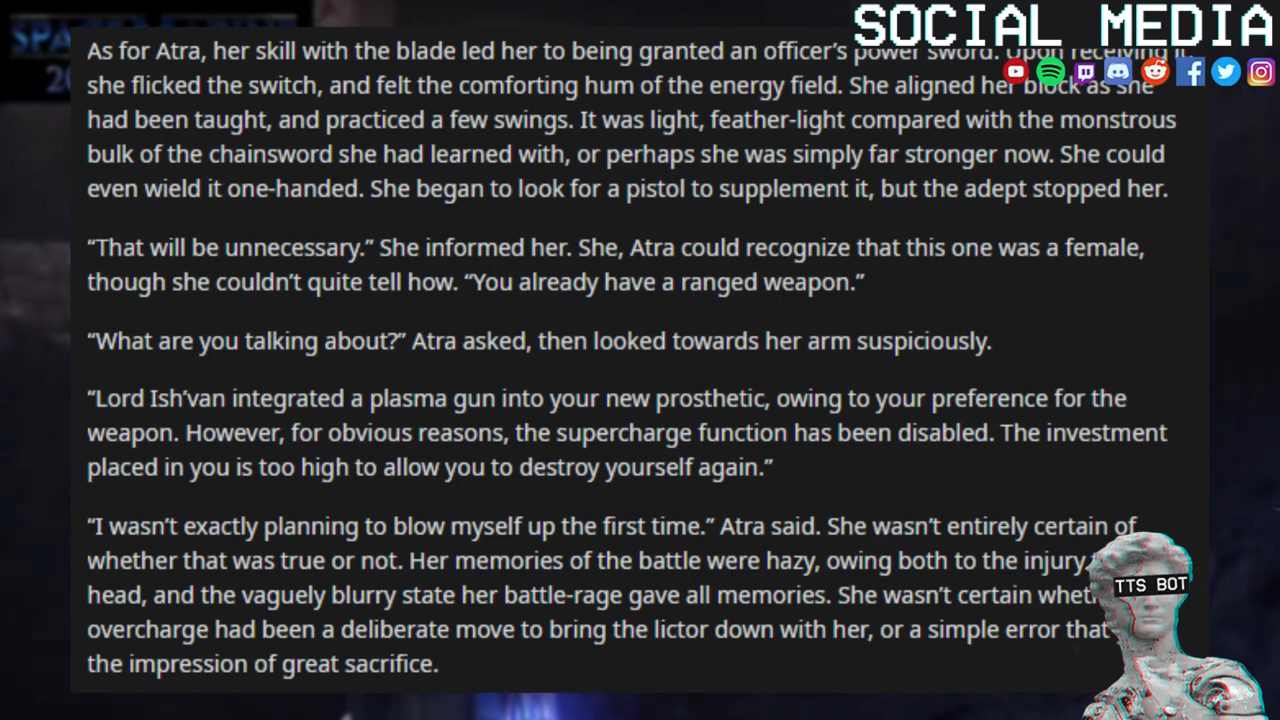 SOCIAL MEDIA
SPA
20
As for Atra, her skill with the blade led her to being granted an officer's power sword. Upon receiving it
she flicked the switch, and felt the comforting hum of the energy field. She aligned her block as she
had been taught, and practiced a few swings. It was light, feather-light compared with the monstrous
bulk of the chainsword she had learned with, or perhaps she was simply far stronger now. She could
even wield it one-handed. She began to look for a pistol to supplement it, but the adept stopped her.
“That will be unnecessary.” She informed her. She, Atra could recognize that this one was a female,
though she couldn't quite tell how. “You already have a ranged weapon.”
“What are you talking about?” Atra asked, then looked towards her arm suspiciously.
“Lord Ish'van integrated a plasma gun into your new prosthetic, owing to your preference for the
weapon. However, for obvious reasons, the supercharge function has been disabled. The investment
placed in you is too high to allow you to destroy yourself again.”
“I wasn't exactly planning to blow myself up the first time.” Atra said. She wasn't entirely certain of
whether that was true or not. Her memories of the battle were hazy, owing both to the injury
head, and the vaguely blurry state her battle-rage gave all memories. She wasn't certain
overcharge had been a deliberate move to bring the lictor down with her, or a simple error that
the impression of great sacrifice.
TTS BOT